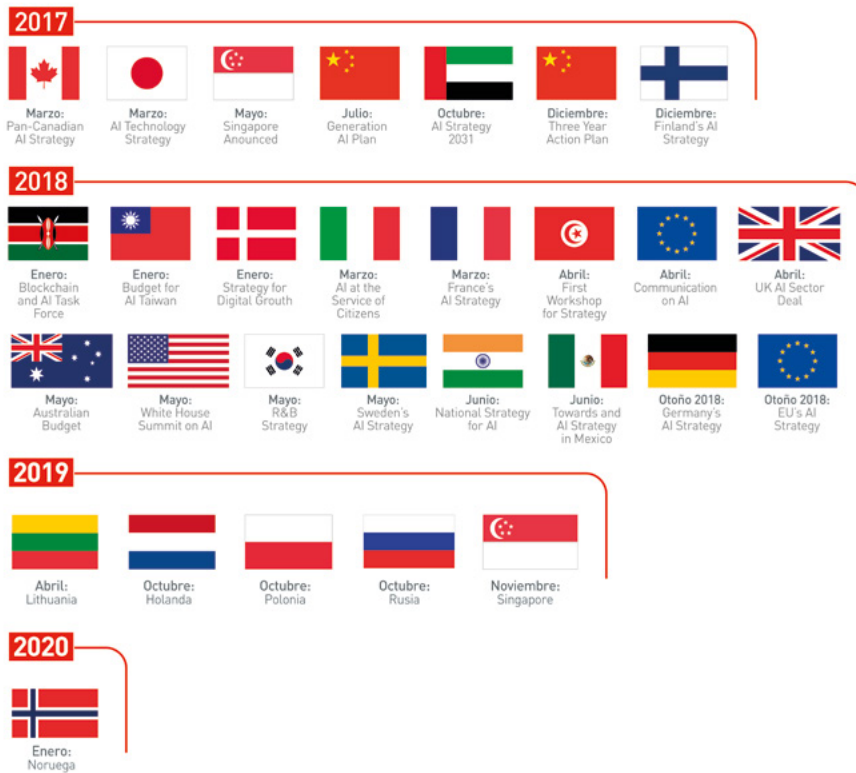 2017
Marzo:
Pan-Canadian
AI Strategy
Marzo:
AI Technology
Strategy
Mayo:
Singapore
Anounced
Julio:
Generation
AI Plan
Octubre:
AI Strategy
2031
Diciembre:
Three Year
Action Plan
Diciembre:
Finland's AI
Strategy
2018
Enero:
Blockchain
and AI Task
Force
Enero:
Budget for
AI Taiwan
Enero:
Strategy for
Digital Grouth
Marzo:
AI at the
Service of
Citizens
Marzo:
France's
AI Strategy
Abril:
First
Workshop
for Strategy
Abril:
Communication
on AI
Abril:
UK AI Sector
Deal
Mayo:
Australian
Budget
Mayo:
White House
Summit on AI
Mayo:
R&B
Strategy
Mayo:
Sweden's
AI Strategy
Junio:
National Strategy
for AI
Junio:
Towards and
AI Strategy
in Mexico
Otoño 2018:
Germany's
AI Strategy
Otoño 2018:
EU's AI
Strategy
2019
Abril:
Lithuania
Octubre:
Holanda
Octubre:
Polonia
Octubre:
Rusia
Noviembre:
Singapore
2020
Enero:
Noruega